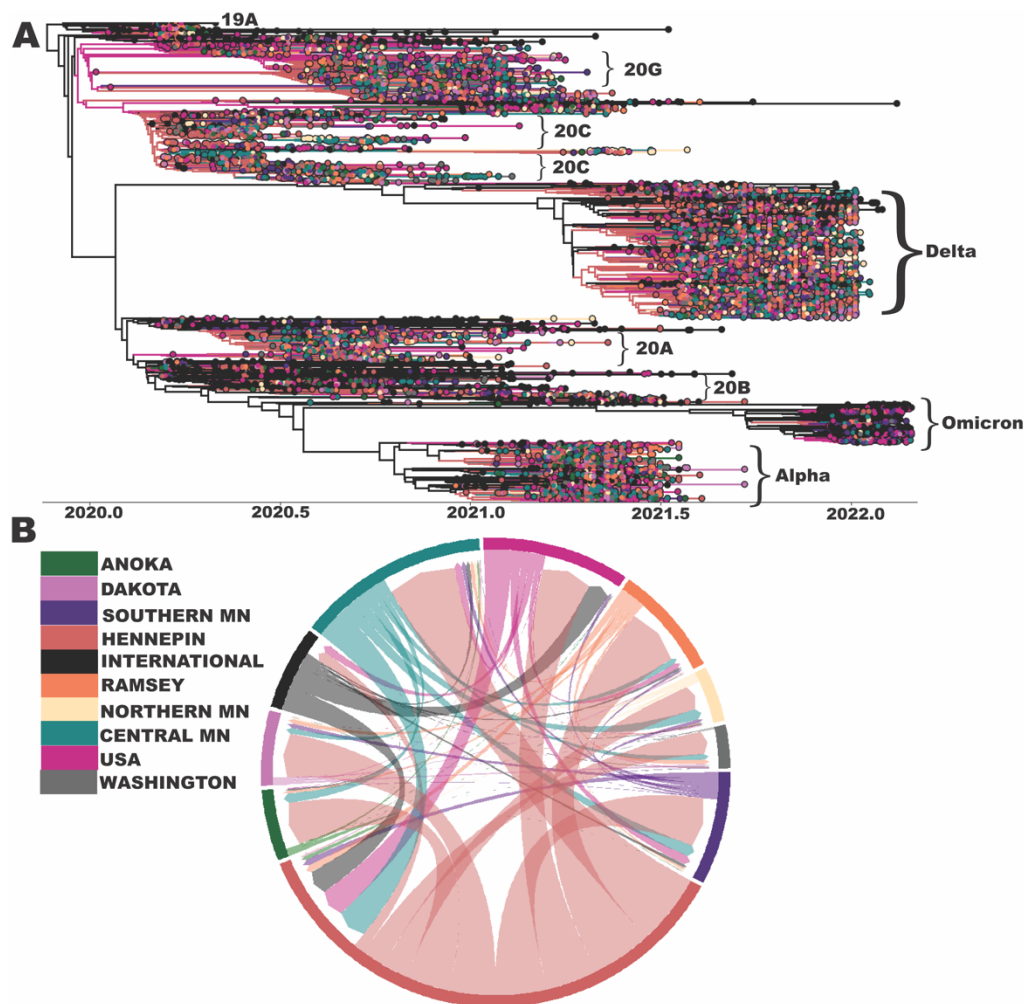 A
19A
20G
20C
20C
Delta
20A
20B
Omicron
Alpha
2020.0 2020.5 2021.0 2021.5 2022.0
B
ANOKA
DAKOTA
SOUTHERN MN
HENNEPIN
INTERNATIONAL
RAMSEY
NORTHERN MN
CENTRAL MN
USA
WASHINGTON